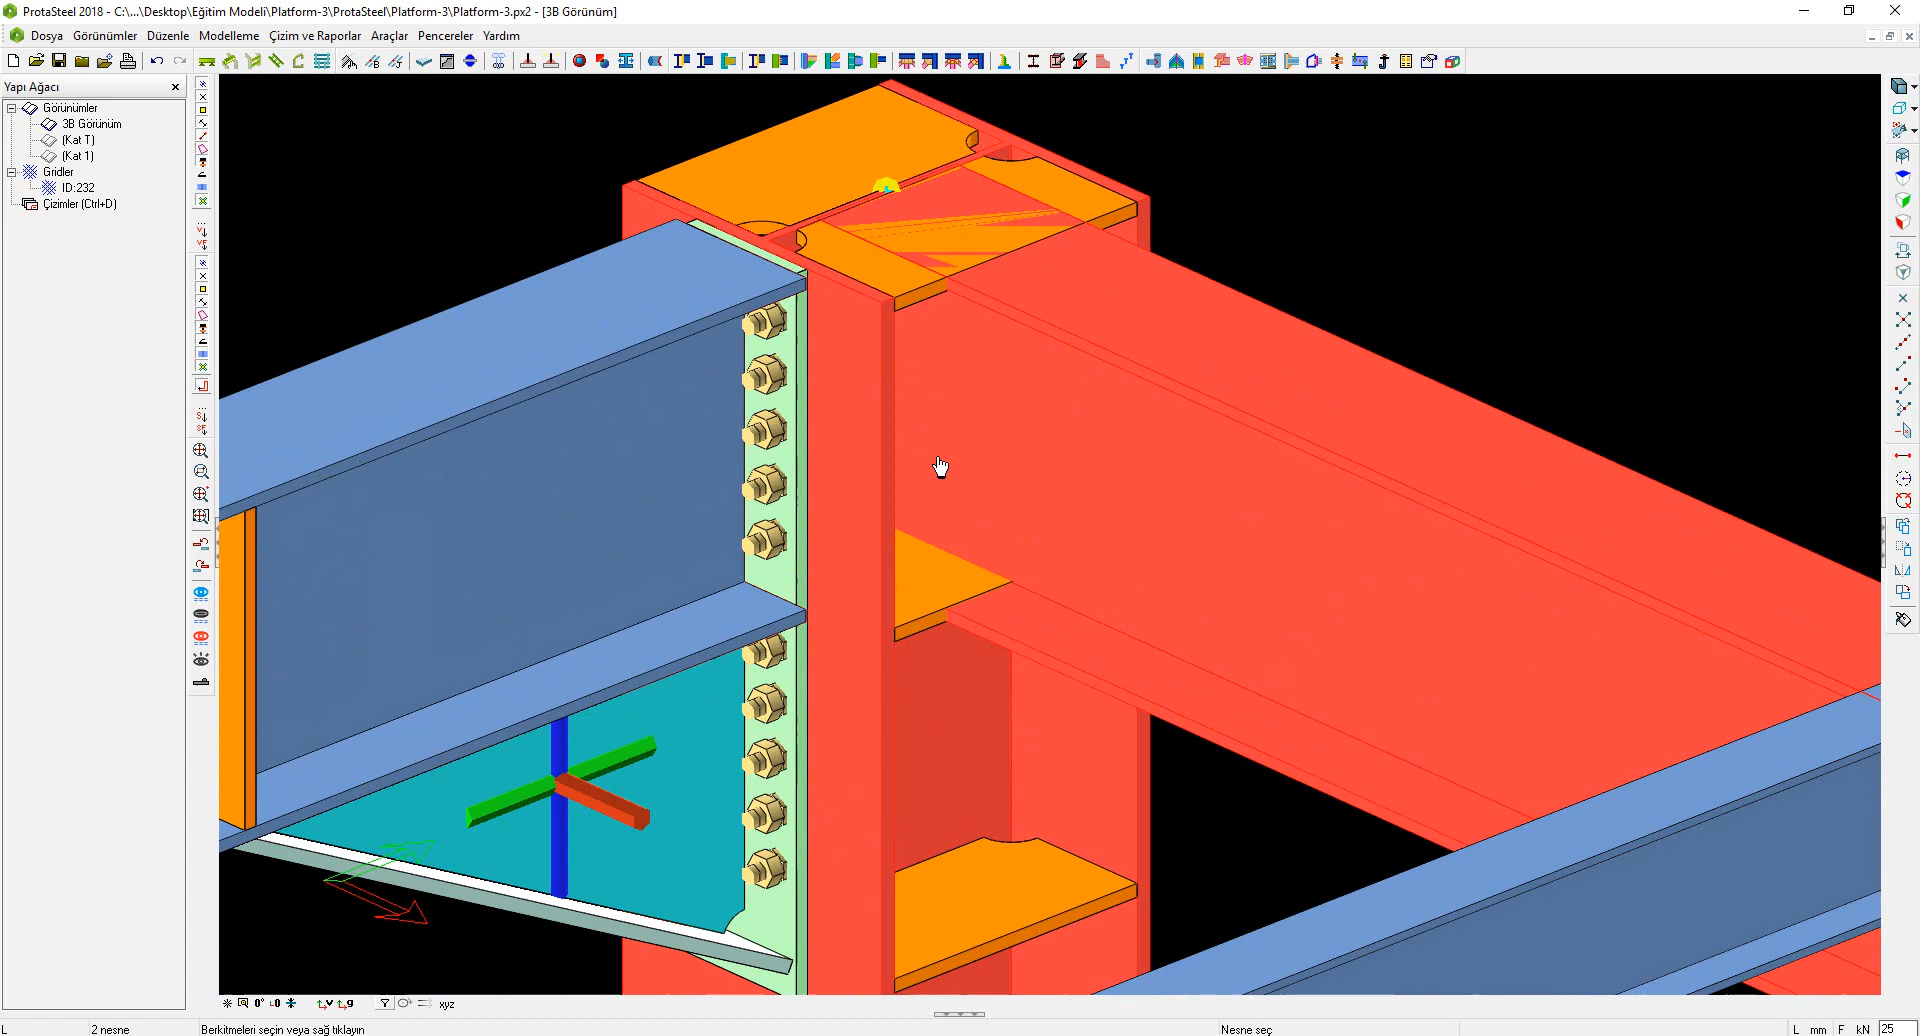 ProtaSteel 2018 - C:\...\Desktop\Eğitim Modeli\Platform-3\ProtaSteel\Platform-3\Platform-3.px2 - [3B Görünüm]
Dosya Görünümler Düzenle Modelleme Çizim ve Raporlar Araçlar Pencereler Yardım
Yapı Ağacı
Görünümler
3B Görünüm
(Kat T)
(Kat 1)
Gridler
ID:232
Çizimler (Ctrl+D)
xyz
L 2 nesne Berkitmeleri seçin veya sağ tıklayın Nesne seç L mm F kN 25